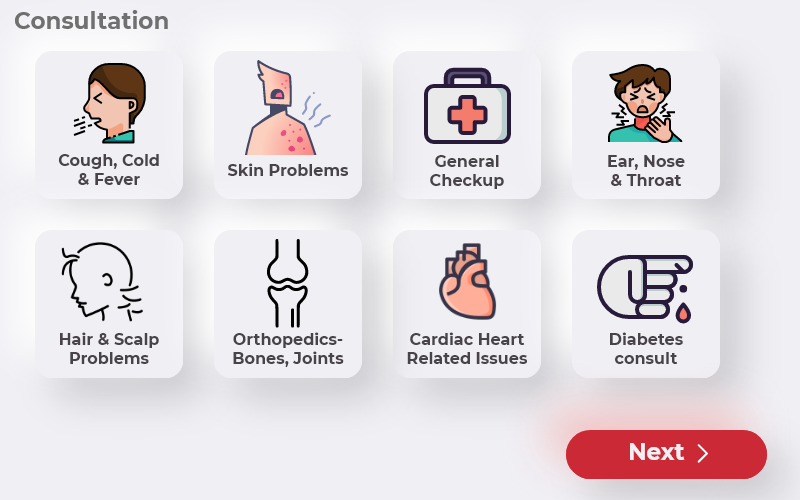 Consultation
Cough, Cold
& Fever
Skin Problems
General
Checkup
Ear, Nose
& Throat
Hair & Scalp
Problems
Orthopedics-
Bones, Joints
Cardiac Heart
Related Issues
Diabetes
consult
Next